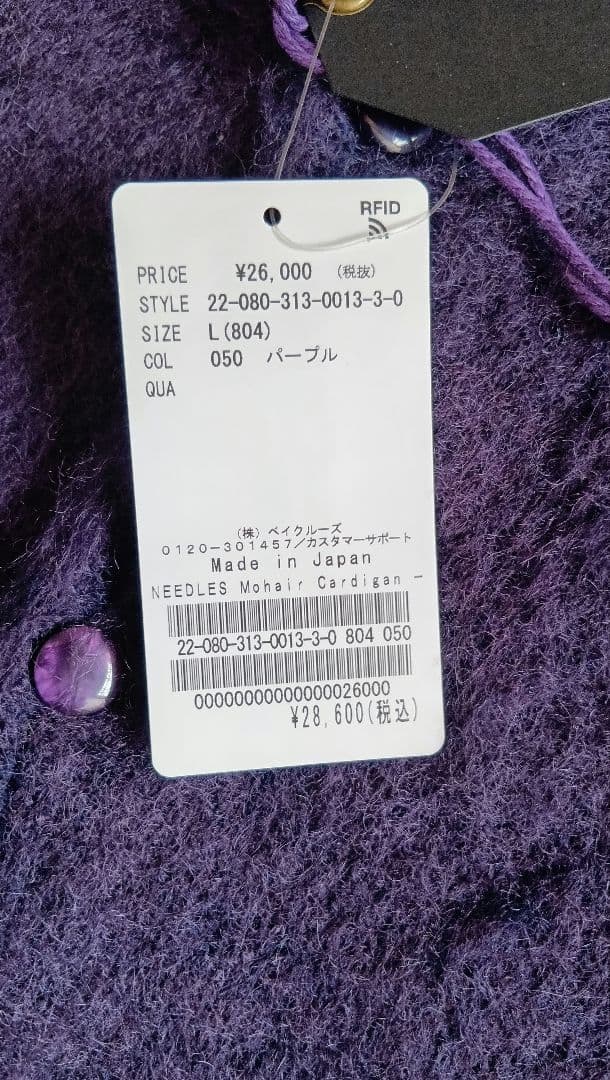 RFID
PRICE ¥26,000 (税抜)
STYLE 22-080-313-0013-3-0
SIZE L(804)
COL 050 パープル
QUA
(株) ベイクルーズ
0120-301457/カスタマーサポート
Made in Japan
NEEDLES Mohair Cardigan -
22-080-313-0013-3-0 804 050
00000000000000026000
¥28,600(税込)